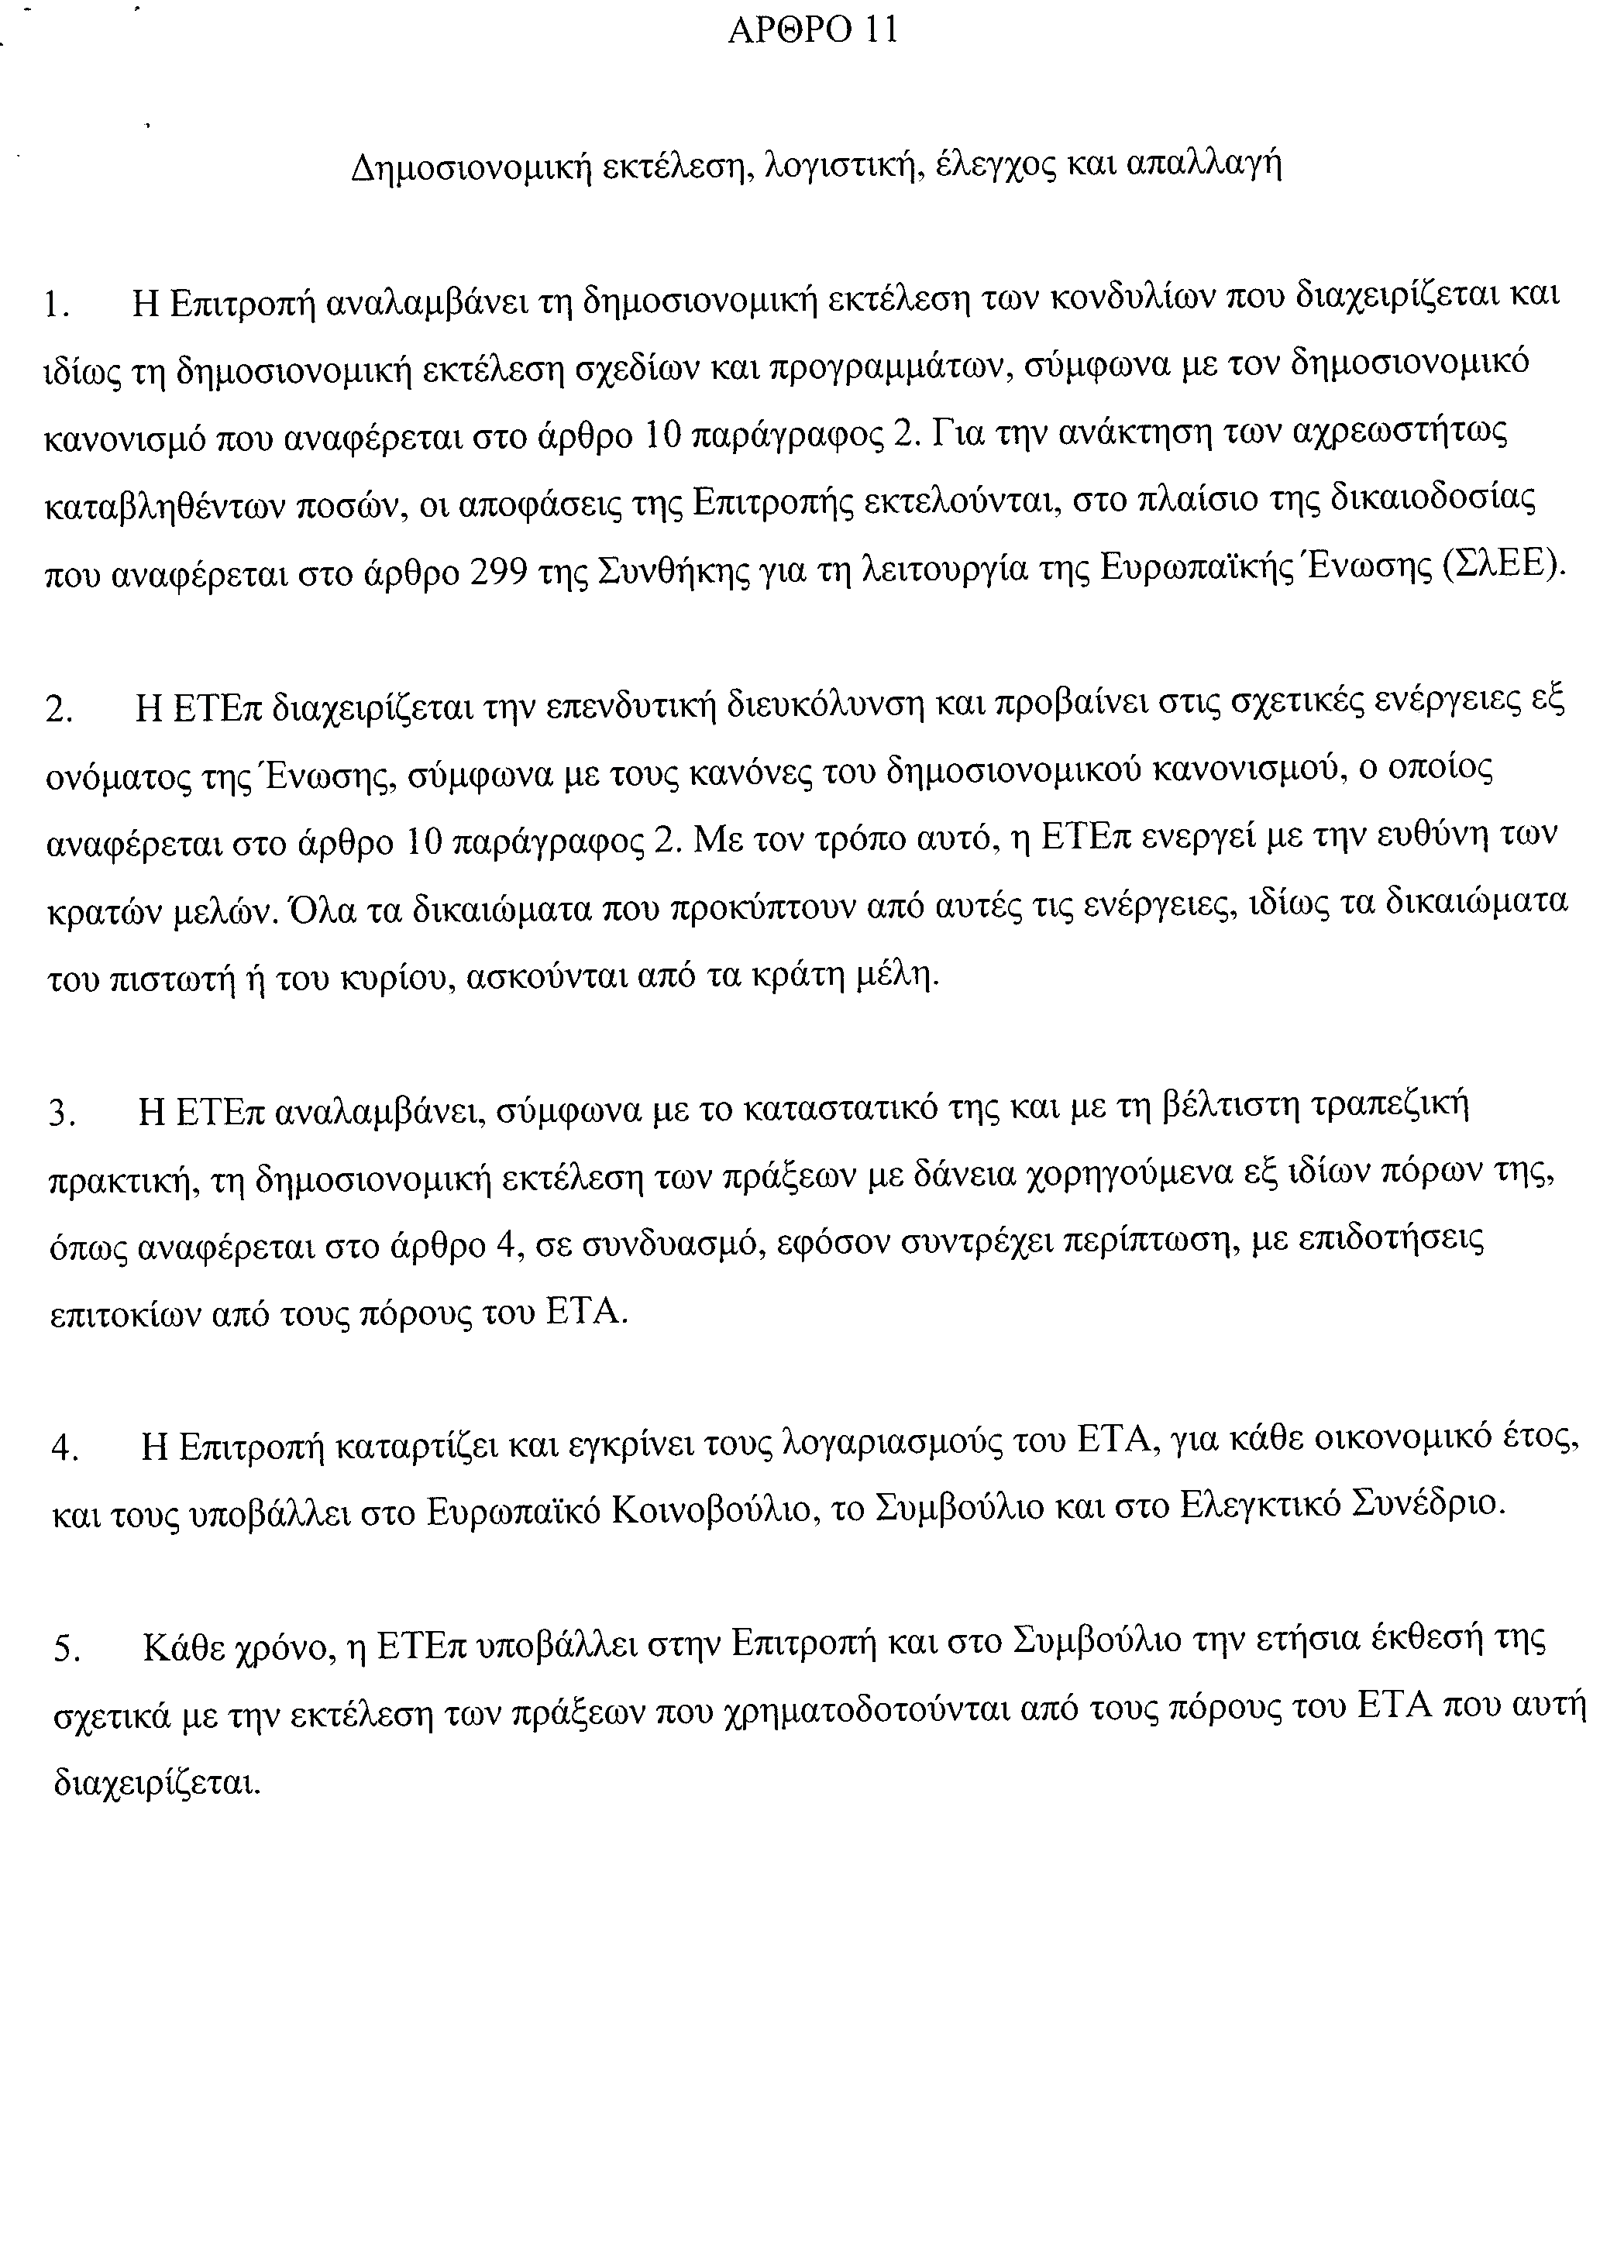 ΑΡΘΡΟ 11
Δημοσιονομική εκτέλεση, λογιστική, έλεγχος και απαλλαγή
1. Η Επιτροπή αναλαμβάνει τη δημοσιονομική εκτέλεση των κονδυλίων που διαχειρίζεται και
ιδίως τη δημοσιονομική εκτέλεση σχεδίων και προγραμμάτων, σύμφωνα με τον δημοσιονομικό
κανονισμό που αναφέρεται στο άρθρο 10 παράγραφος 2. Για την ανάκτηση των αχρεωστήτως
καταβληθέντων ποσών, οι αποφάσεις της Επιτροπής εκτελούνται, στο πλαίσιο της δικαιοδοσίας
που αναφέρεται στο άρθρο 299 της Συνθήκης για τη λειτουργία της Ευρωπαϊκής Ένωσης (ΣλΕΕ).
2. Η ΕΤΕπ διαχειρίζεται την επενδυτική διευκόλυνση και προβαίνει στις σχετικές ενέργειες εξ
ονόματος της Ένωσης, σύμφωνα με τους κανόνες του δημοσιονομικού κανονισμού, ο οποίος
αναφέρεται στο άρθρο 10 παράγραφος 2. Με τον τρόπο αυτό, η ΕΤΕπ ενεργεί με την ευθύνη των
κρατών μελών. Όλα τα δικαιώματα που προκύπτουν από αυτές τις ενέργειες, ιδίως τα δικαιώματα
του πιστωτή ή του κυρίου, ασκούνται από τα κράτη μέλη.
3. Η ΕΤΕπ αναλαμβάνει, σύμφωνα με το καταστατικό της και με τη βέλτιστη τραπεζική
πρακτική, τη δημοσιονομική εκτέλεση των πράξεων με δάνεια χορηγούμενα εξ ιδίων πόρων της,
όπως αναφέρεται στο άρθρο 4, σε συνδυασμό, εφόσον συντρέχει περίπτωση, με επιδοτήσεις
επιτοκίων από τους πόρους του ΕΤΑ.
4. Η Επιτροπή καταρτίζει και εγκρίνει τους λογαριασμούς του ΕΤΑ, για κάθε οικονομικό έτος,
και τους υποβάλλει στο Ευρωπαϊκό Κοινοβούλιο, το Συμβούλιο και στο Ελεγκτικό Συνέδριο.
5. Κάθε χρόνο, η ΕΤΕπ υποβάλλει στην Επιτροπή και στο Συμβούλιο την ετήσια έκθεσή της
σχετικά με την εκτέλεση των πράξεων που χρηματοδοτούνται από τους πόρους του ΕΤΑ που αυτή
διαχειρίζεται.